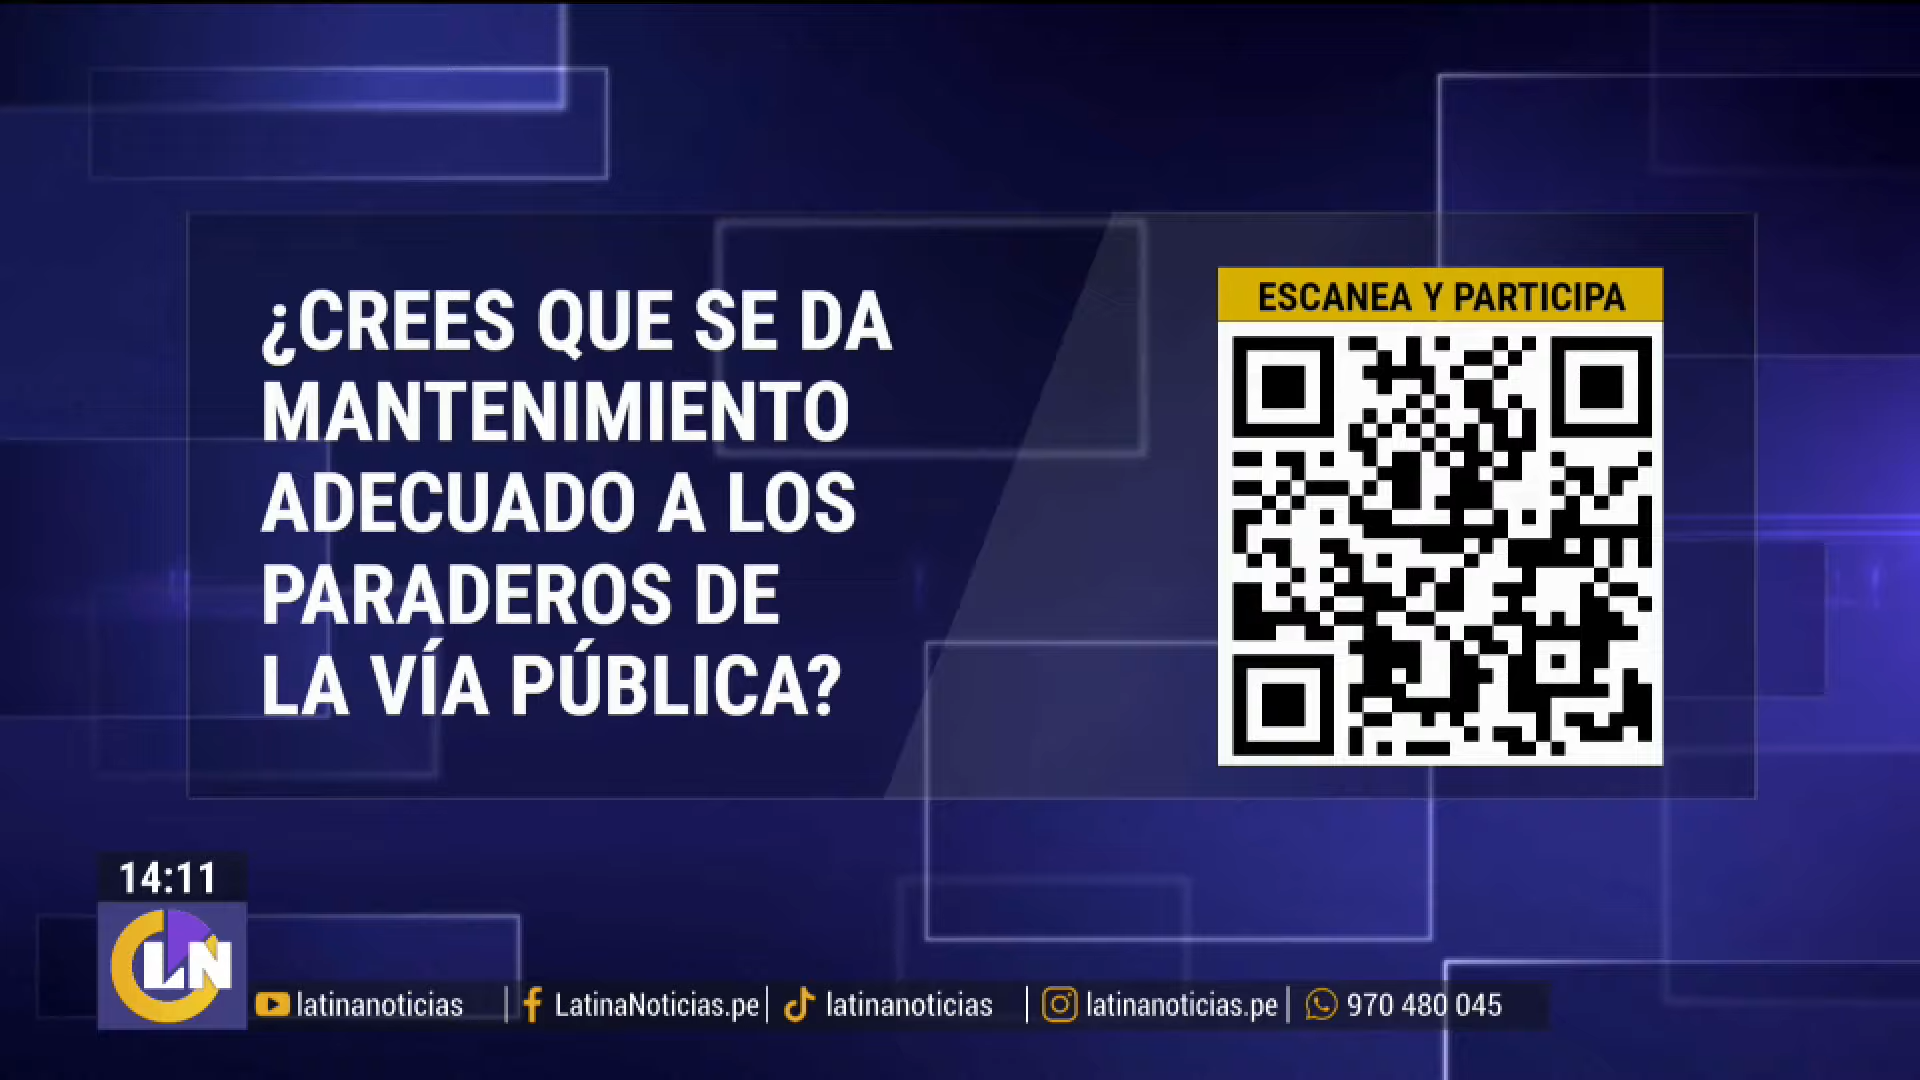 ¿CREES QUE SE DA
MANTENIMIENTO
ADECUADO A LOS
PARADEROS DE
LA VÍA PÚBLICA?
ESCANEA Y PARTICIPA
14:11
LN
latinanoticias | LatinaNoticias.pe | latinanoticias | latinanoticias.pe | 970 480 045